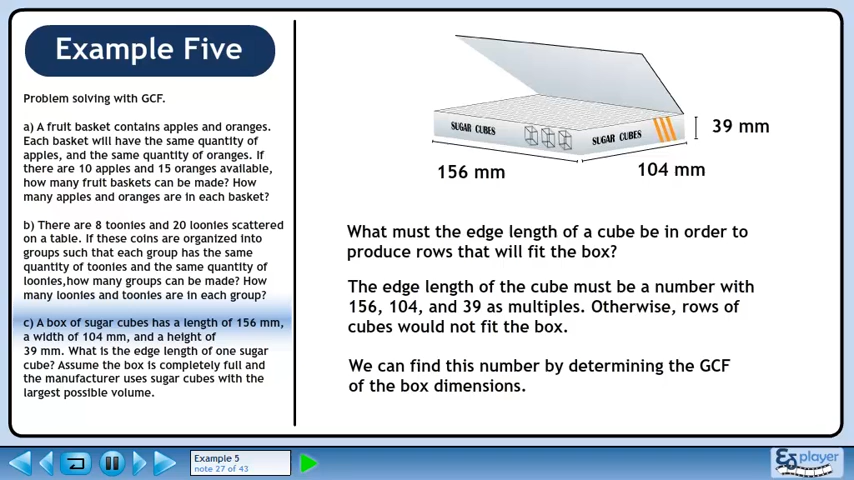 Example Five
Problem solving with GCF.
a) A fruit basket contains apples and oranges.
Each basket will have the same quantity of
apples, and the same quantity of oranges. If
there are 10 apples and 15 oranges available,
how many fruit baskets can be made? How
many apples and oranges are in each basket?
b) There are 8 toonies and 20 loonies scattered
on a table. If these coins are organized into
groups such that each group has the same
quantity of toonies and the same quantity of
loonies,how many groups can be made? How
many loonies and toonies are in each group?
c) A box of sugar cubes has a length of 156 mm,
a width of 104 mm, and a height of
39 mm. What is the edge length of one sugar
cube? Assume the box is completely full and
the manufacturer uses sugar cubes with the
largest possible volume.
SUGAR CUBES
SUGAR CUBES
39 mm
156 mm
104 mm
What must the edge length of a cube be in order to
produce rows that will fit the box?
The edge length of the cube must be a number with
156, 104, and 39 as multiples. Otherwise, rows of
cubes would not fit the box.
We can find this number by determining the GCF
of the box dimensions.
Example 5
note 27 of 43
player